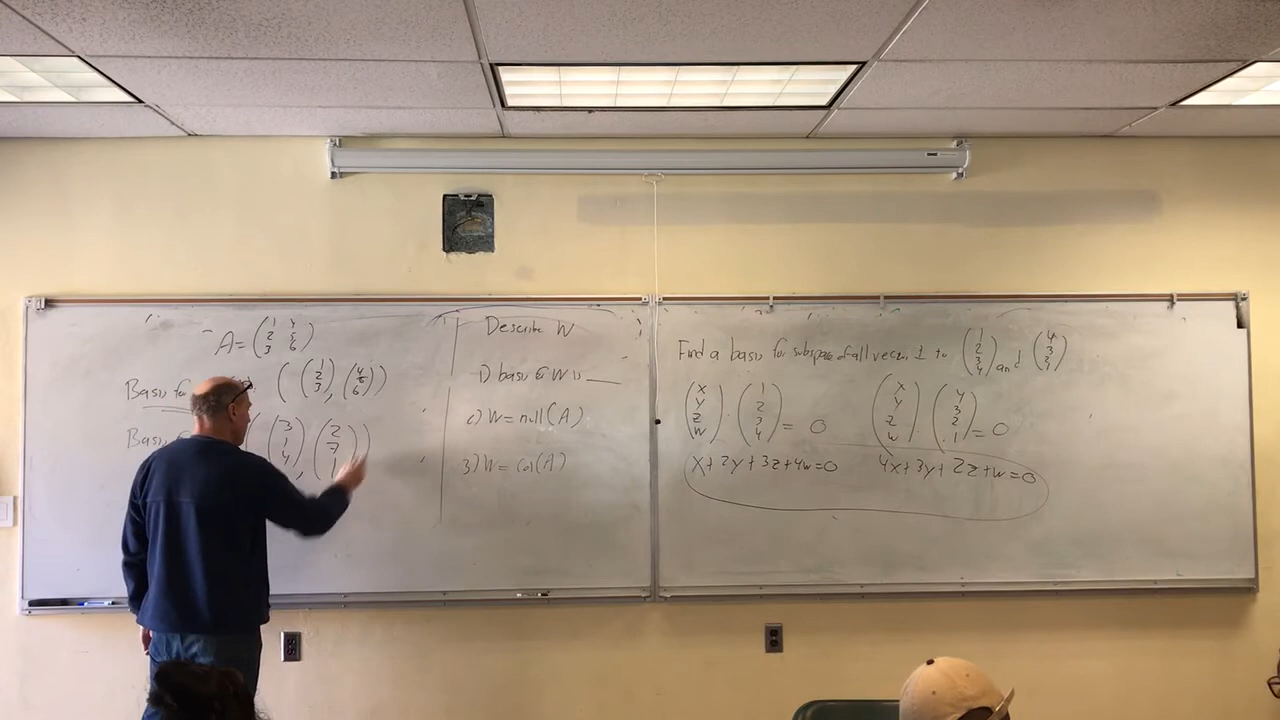 A = ( 1 4 
2 5 
3 6 )
Basis for ( ( 1 2 3 ) , ( 4 5 6 ) )
Basis ( 3 1 4 ) , ( 2 7 1 ) )
Describe W
1) basis of W is ___
2) W = null(A)
3) W = col(A)
Find a basis for subspace of all vectors ⊥ to ( 1 2 3 4 ) and ( 4 3 2 1 )
( x y z w ) · ( 1 2 3 4 ) = 0
( x y z w ) · ( 4 3 2 1 ) = 0
x + 2y + 3z + 4w = 0
4x + 3y + 2z + w = 0